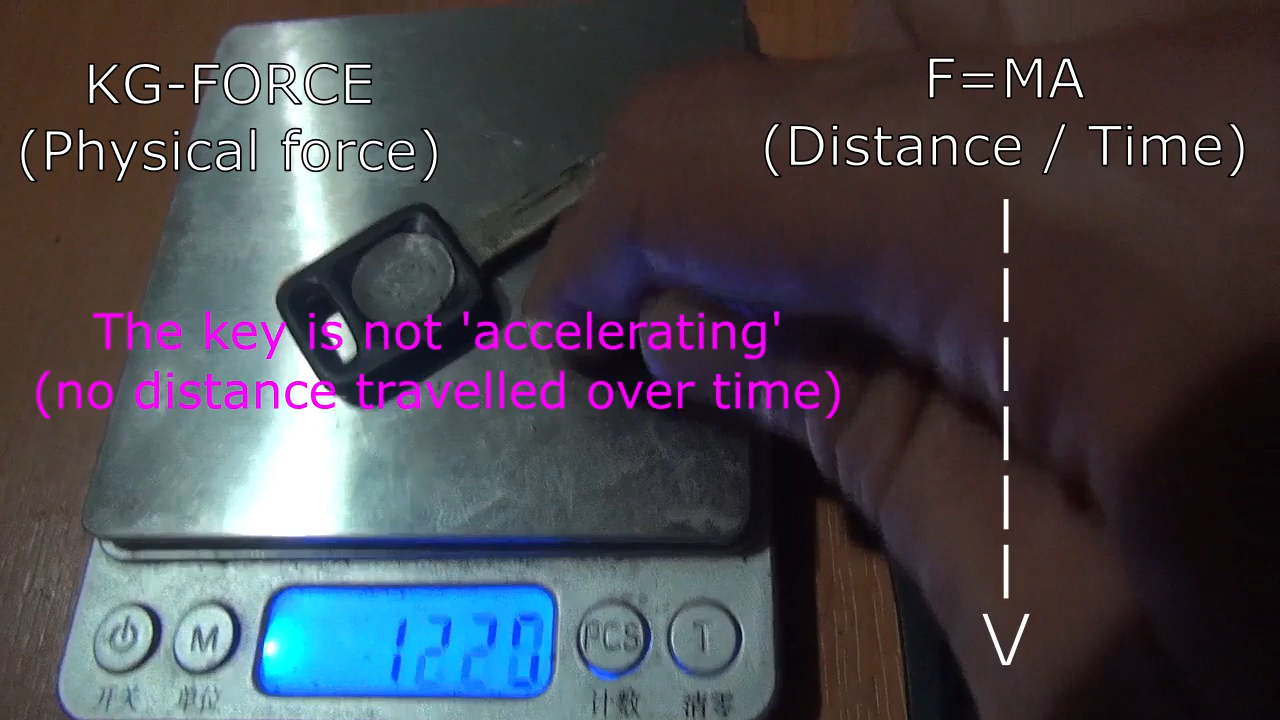 KG-FORCE
(Physical force)
F=MA
(Distance / Time)
The key is not 'accelerating'
(no distance travelled over time)
V
1220
M
PCS
T
开关
单位
计数
清零